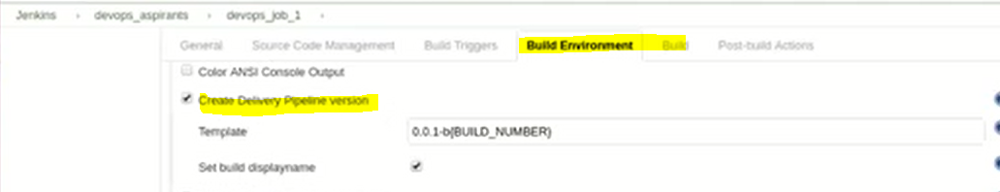 Jenkins › devops_aspirants › devops_job_1 ›
General Source Code Management Build Triggers Build Environment Build Post-build Actions
Color ANSI Console Output
Create Delivery Pipeline version
Template 0.0.1-b{BUILD_NUMBER}
Set build displayname